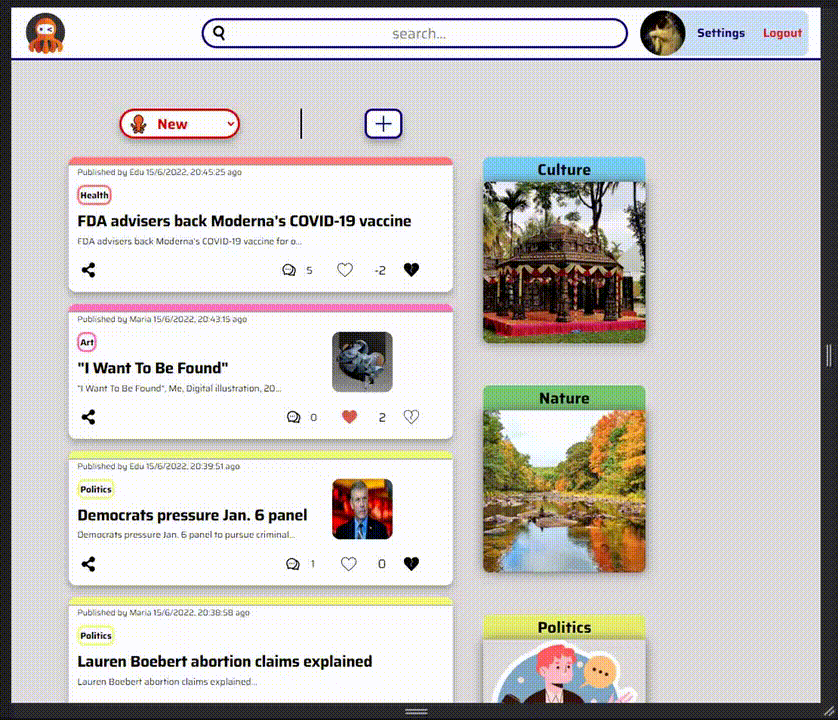 search...
Settings
Logout
New
Published by Edu 15/6/2022, 20:45:25 ago
Health
FDA advisers back Moderna's COVID-19 vaccine
FDA advisers back Moderna's COVID-19 vaccine for o...
5
-2
Published by Maria 15/6/2022, 20:43:15 ago
Art
"I Want To Be Found"
"I Want To Be Found", Me, Digital illustration, 20...
0
2
Published by Edu 15/6/2022, 20:39:51 ago
Politics
Democrats pressure Jan. 6 panel
Democrats pressure Jan. 6 panel to pursue criminal...
1
0
Published by Maria 15/6/2022, 20:38:58 ago
Politics
Lauren Boebert abortion claims explained
Lauren Boebert abortion claims explained...
Culture
Nature
Politics